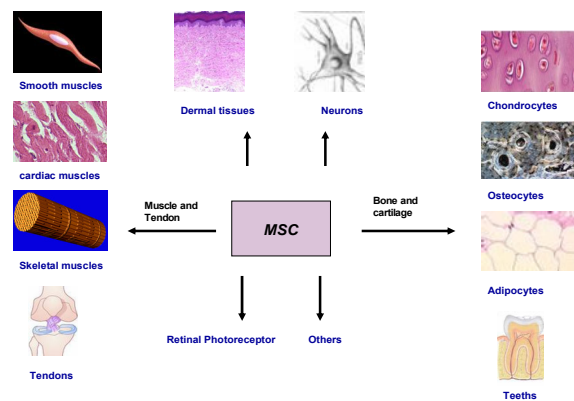 Smooth muscles
Dermal tissues
Neurons
Chondrocytes
cardiac muscles
Osteocytes
Muscle and
Tendon
MSC
Bone and
cartilage
Skeletal muscles
Adipocytes
Retinal Photoreceptor
Others
Tendons
Teeths